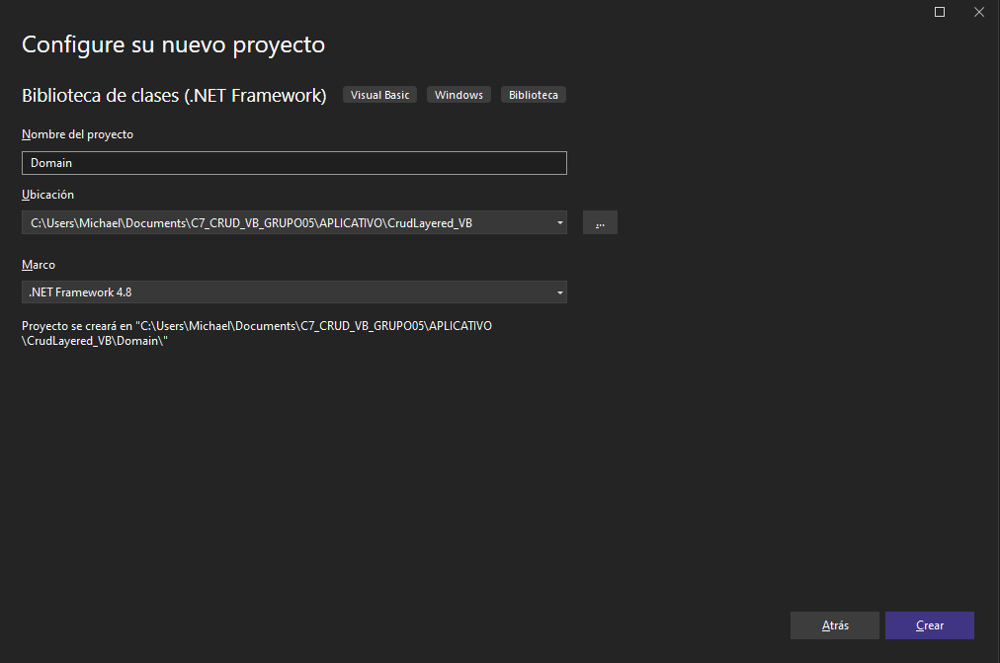 Configure su nuevo proyecto
Biblioteca de clases (.NET Framework) Visual Basic Windows Biblioteca
Nombre del proyecto
Domain
Ubicación
C:\Users\Michael\Documents\C7_CRUD_VB_GRUPO05\APLICATIVO\CrudLayered_VB
...
Marco
.NET Framework 4.8
Proyecto se creará en "C:\Users\Michael\Documents\C7_CRUD_VB_GRUPO05\APLICATIVO
\CrudLayered_VB\Domain\"
Atrás Crear